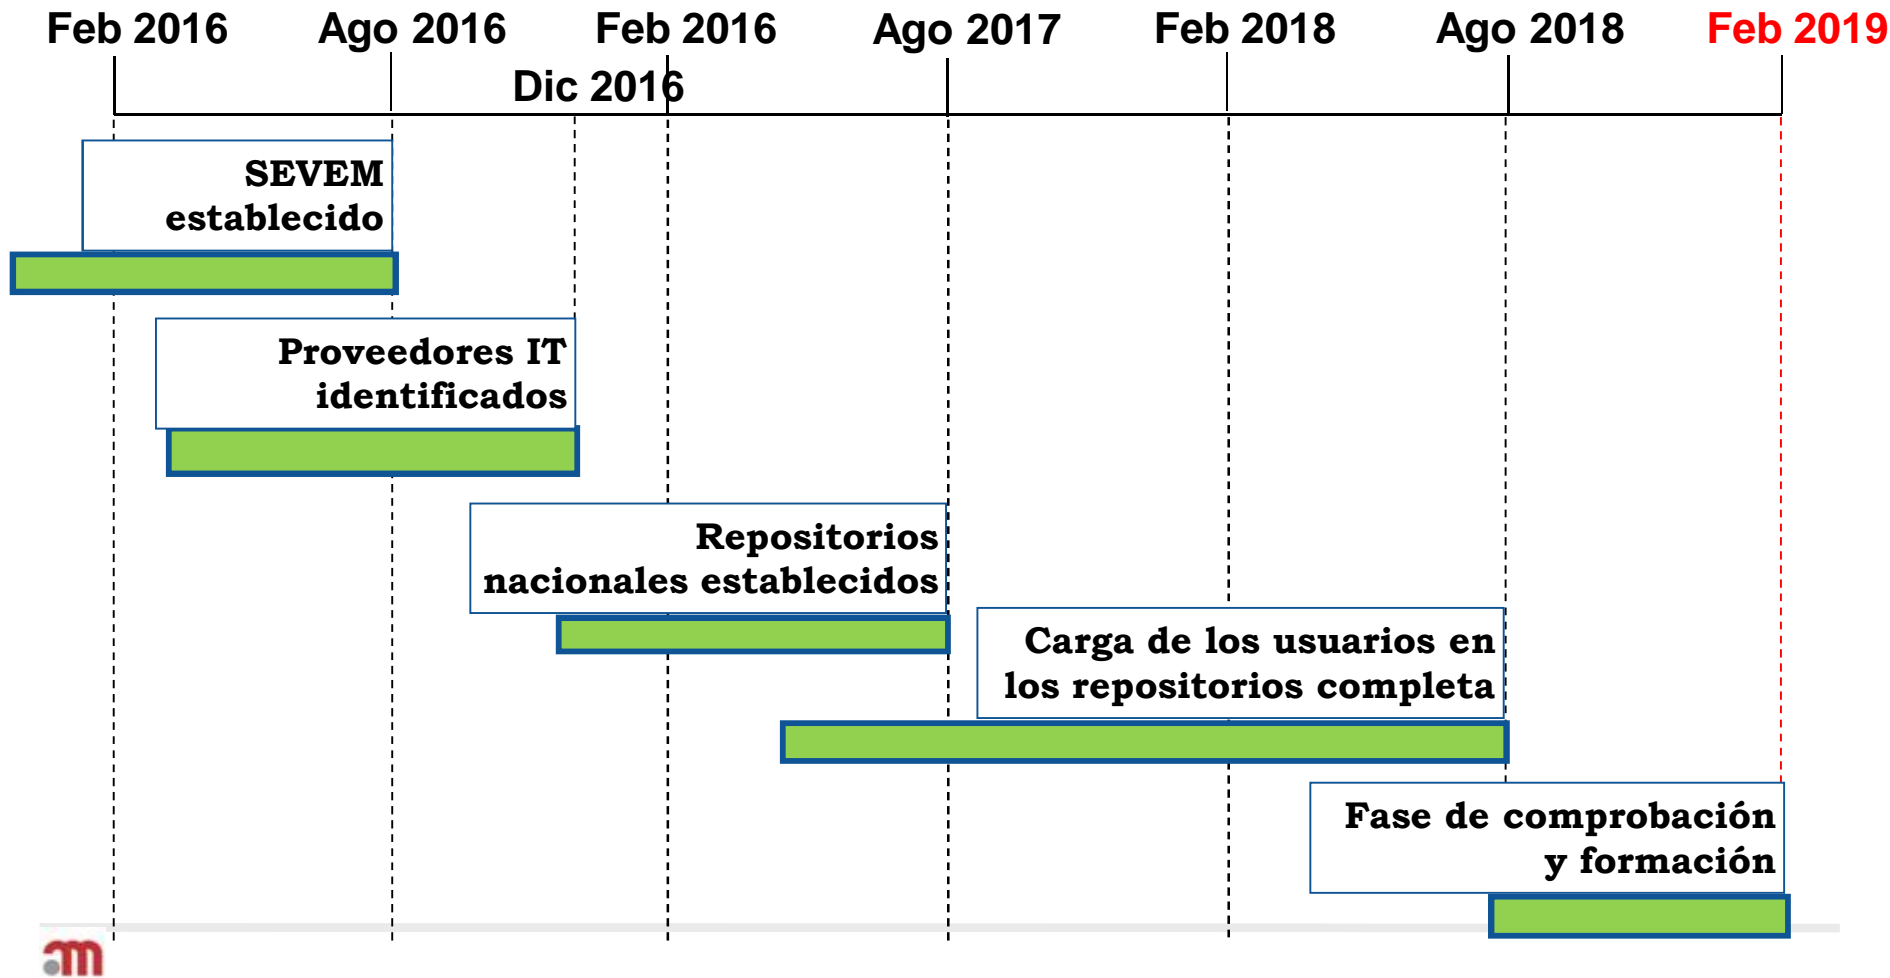 Feb 2016 Ago 2016 Feb 2016 Ago 2017 Feb 2018 Ago 2018 Feb 2019
Dic 2016
SEVEM
establecido
Proveedores IT
identificados
Repositorios
nacionales establecidos
Carga de los usuarios en
los repositorios completa
Fase de comprobación
y formación
am